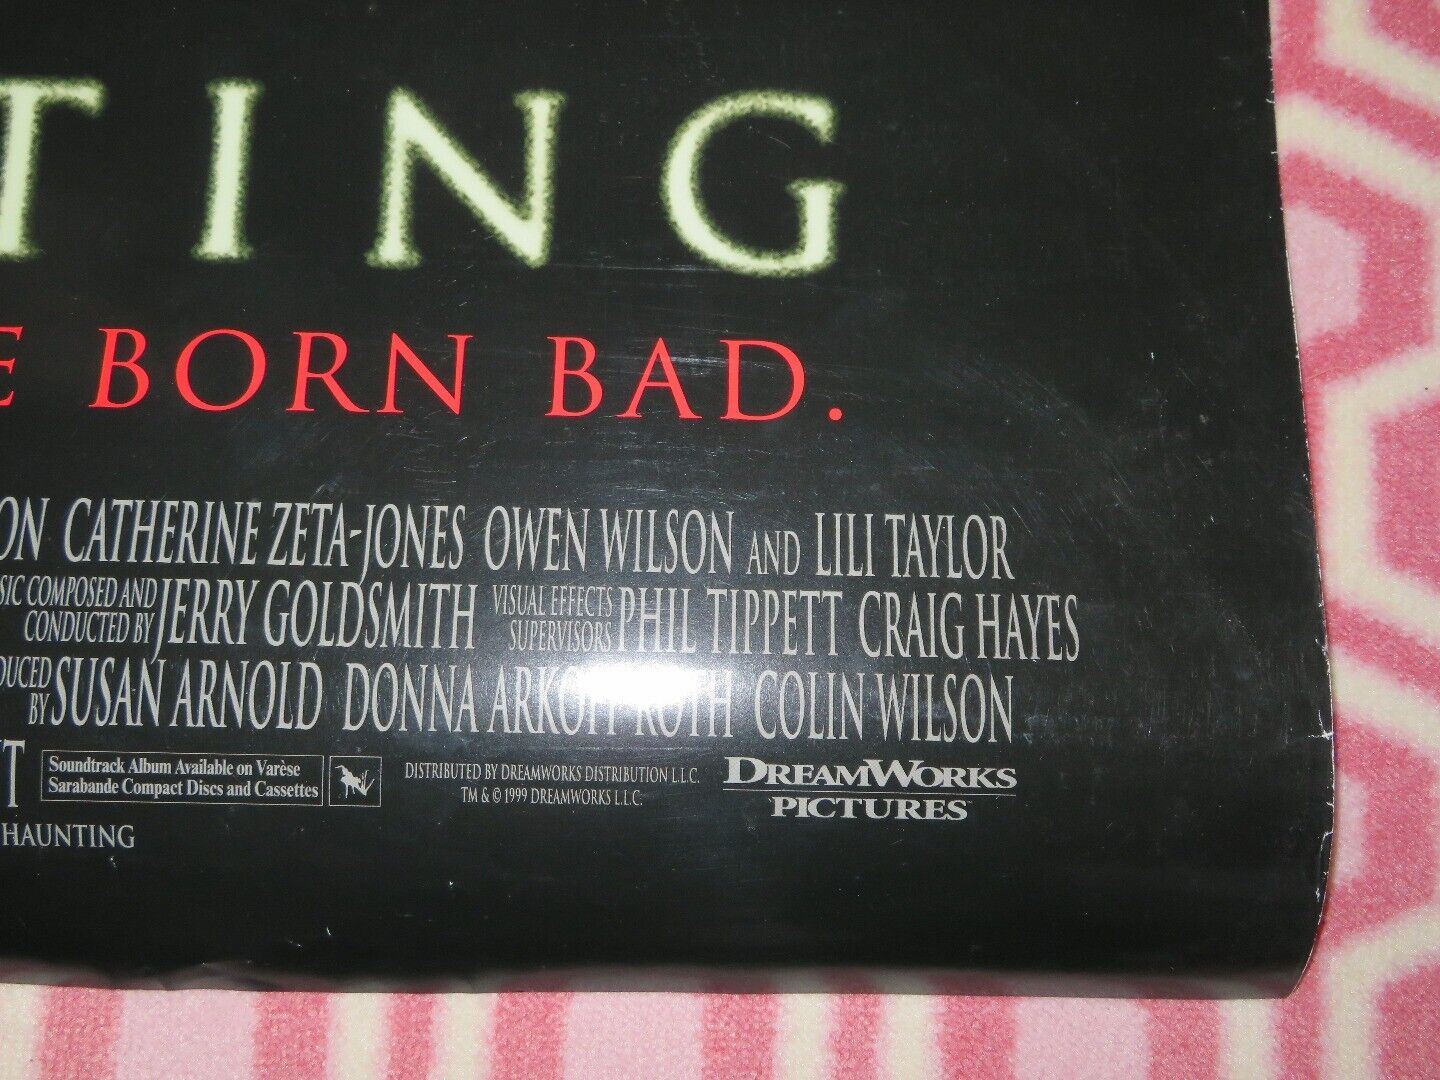 TING
E BORN BAD.
ON CATHERINE ZETA-JONES OWEN WILSON AND LILI TAYLOR
SIC COMPOSED AND CONDUCTED BY JERRY GOLDSMITH VISUAL EFFECTS SUPERVISORS PHIL TIPPETT CRAIG HAYES
DUCED BY SUSAN ARNOLD DONNA ARKOFF ROTH COLIN WILSON
NT
Soundtrack Album Available on Varèse
Sarabande Compact Discs and Cassettes
DISTRIBUTED BY DREAMWORKS DISTRIBUTION L.L.C.
TM & © 1999 DREAMWORKS L.L.C.
DREAMWORKS
PICTURES
HAUNTING